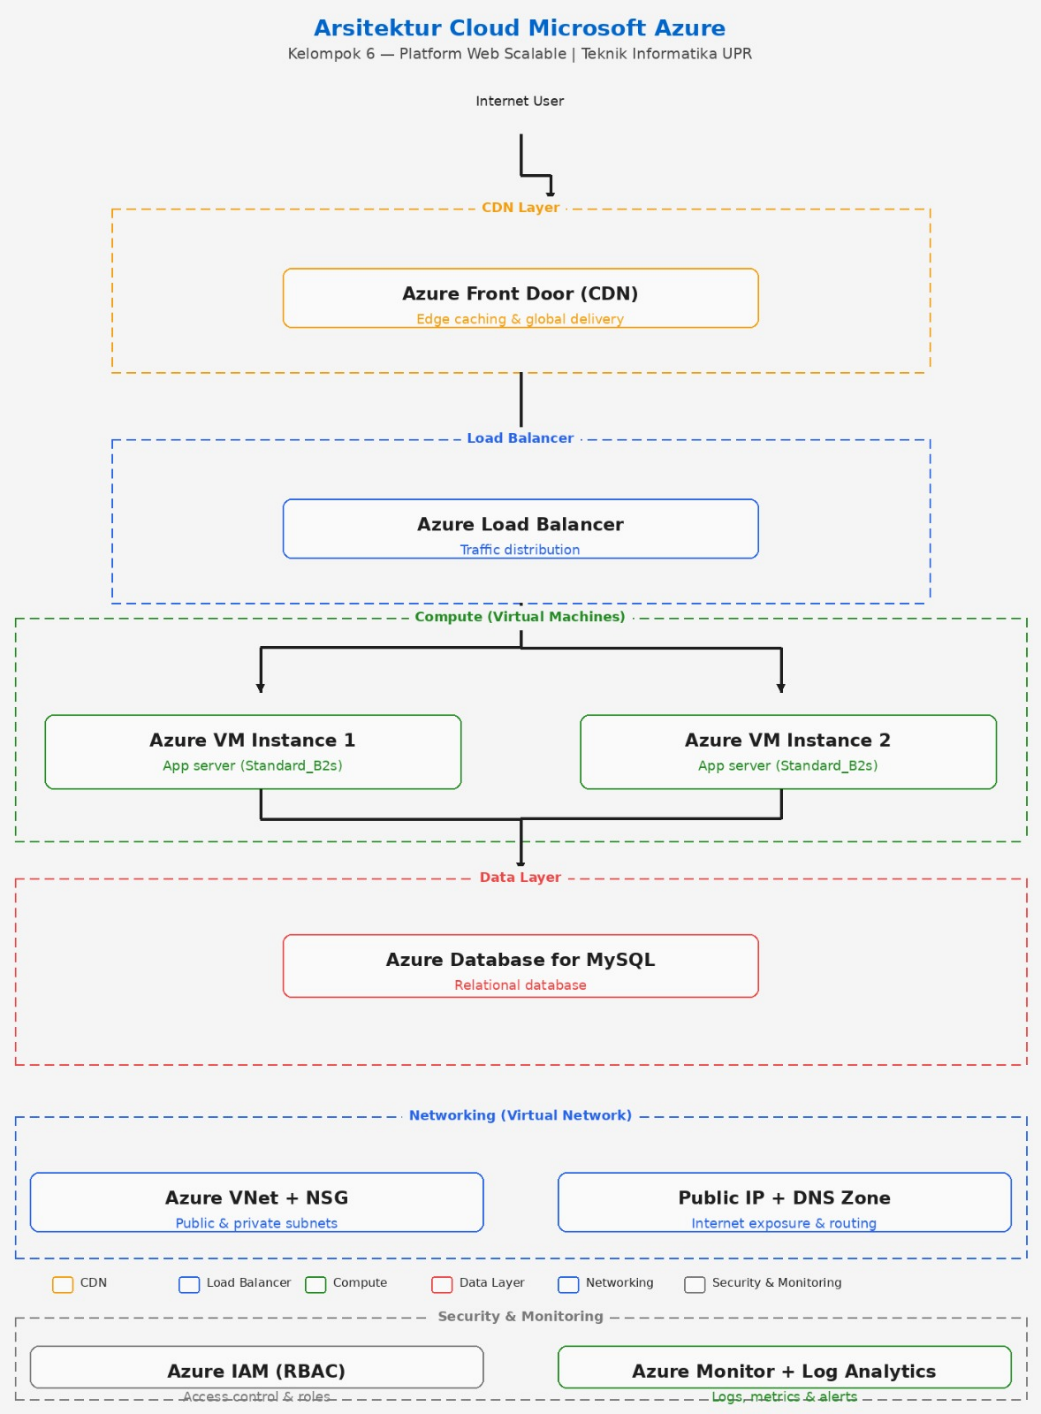 Arsitektur Cloud Microsoft Azure
Kelompok 6 — Platform Web Scalable | Teknik Informatika UPR
Internet User
CDN Layer
Azure Front Door (CDN)
Edge caching & global delivery
Load Balancer
Azure Load Balancer
Traffic distribution
Compute (Virtual Machines)
Azure VM Instance 1
App server (Standard_B2s)
Azure VM Instance 2
App server (Standard_B2s)
Data Layer
Azure Database for MySQL
Relational database
Networking (Virtual Network)
Azure VNet + NSG
Public & private subnets
Public IP + DNS Zone
Internet exposure & routing
CDN
Load Balancer
Compute
Data Layer
Networking
Security & Monitoring
Security & Monitoring
Azure IAM (RBAC)
Access control & roles
Azure Monitor + Log Analytics
Logs, metrics & alerts